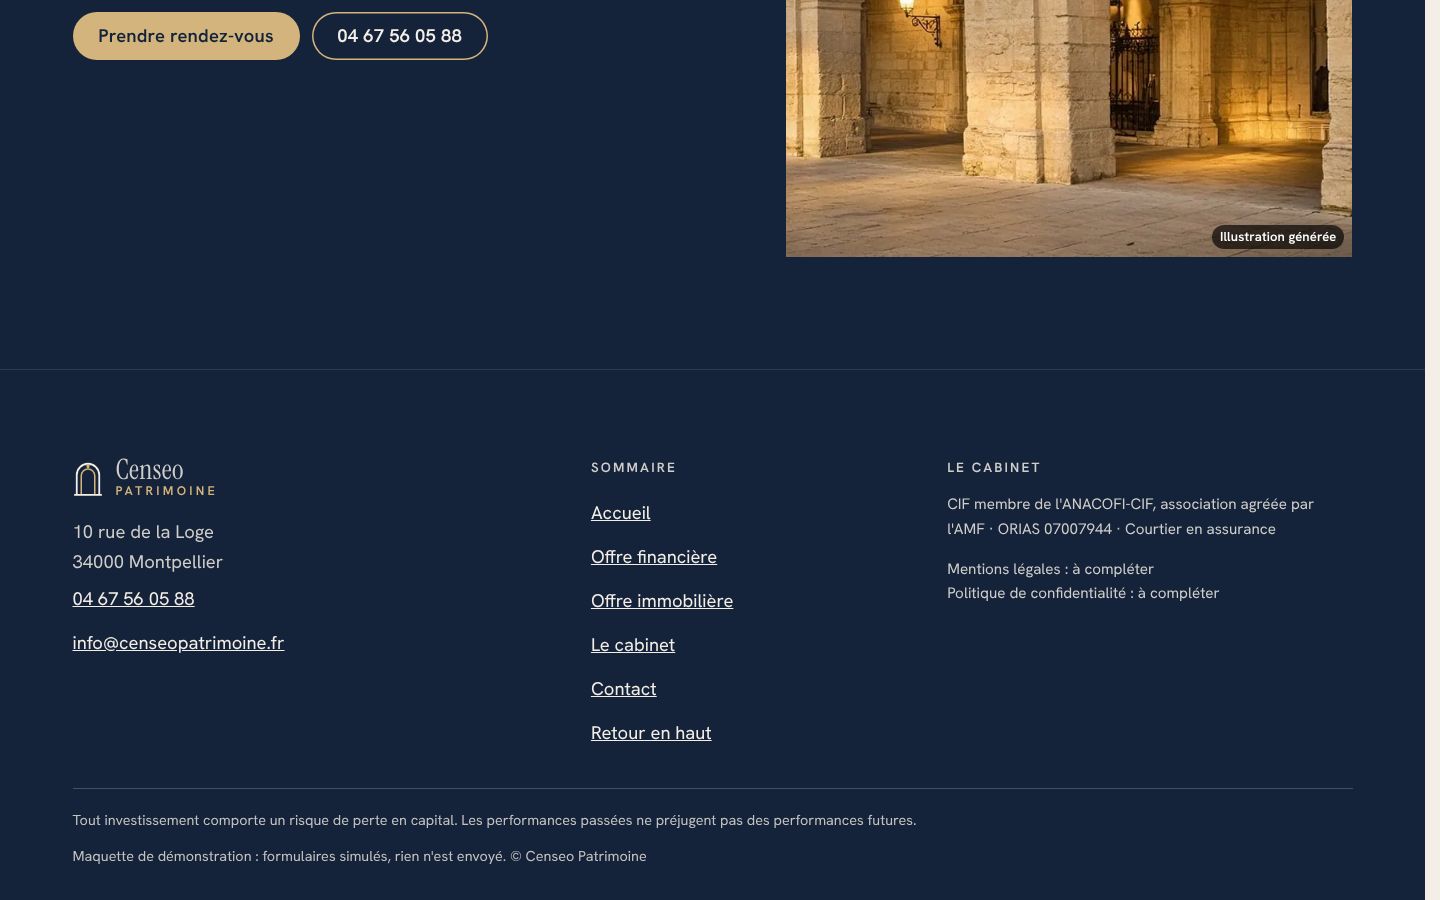 Prendre rendez-vous
04 67 56 05 88
Illustration générée
Censeo
PATRIMOINE
10 rue de la Loge
34000 Montpellier
04 67 56 05 88
info@censeopatrimoine.fr
SOMMAIRE
Accueil
Offre financière
Offre immobilière
Le cabinet
Contact
Retour en haut
LE CABINET
CIF membre de l'ANACOFI-CIF, association agréée par
l'AMF · ORIAS 07007944 · Courtier en assurance
Mentions légales : à compléter
Politique de confidentialité : à compléter
Tout investissement comporte un risque de perte en capital. Les performances passées ne préjugent pas des performances futures.
Maquette de démonstration : formulaires simulés, rien n'est envoyé. © Censeo Patrimoine